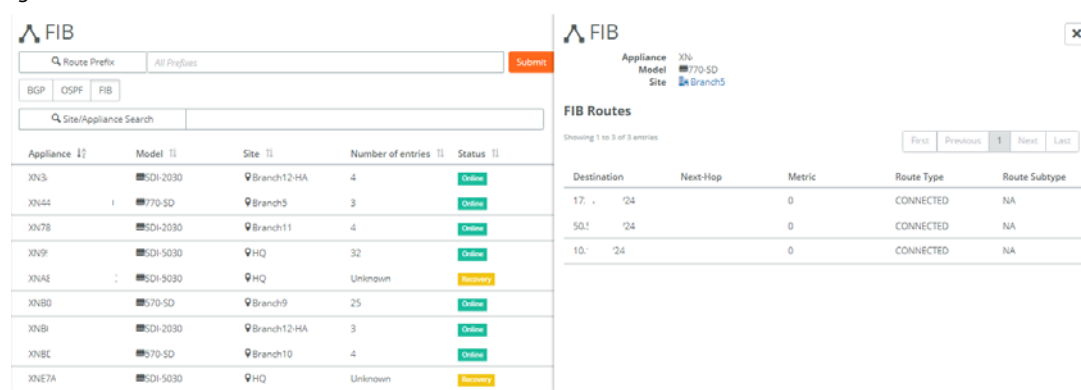 FIB
Route Prefix All Prefixes Submit
BGP OSPF FIB
Site/Appliance Search
Appliance Model Site Number of entries Status
SDI-2030 Branch12-HA 4 Online
XN44 770-SD Branch5 3 Online
XN78 SDI-2030 Branch11 4 Online
SDI-5030 HQ 32 Online
SDI-5030 HQ Unknown Recovery
XNB0 570-SD Branch9 25 Online
SDI-2030 Branch12-HA 3 Online
570-SD Branch10 4 Online
XNE7A SDI-5030 HQ Unknown Recovery
FIB
Appliance XN-
Model 770-SD
Site Branch5
FIB Routes
Showing 1 to 3 of 3 entries
First Previous 1 Next Last
Destination Next-Hop Metric Route Type Route Subtype
0 CONNECTED NA
0 CONNECTED NA
0 CONNECTED NA